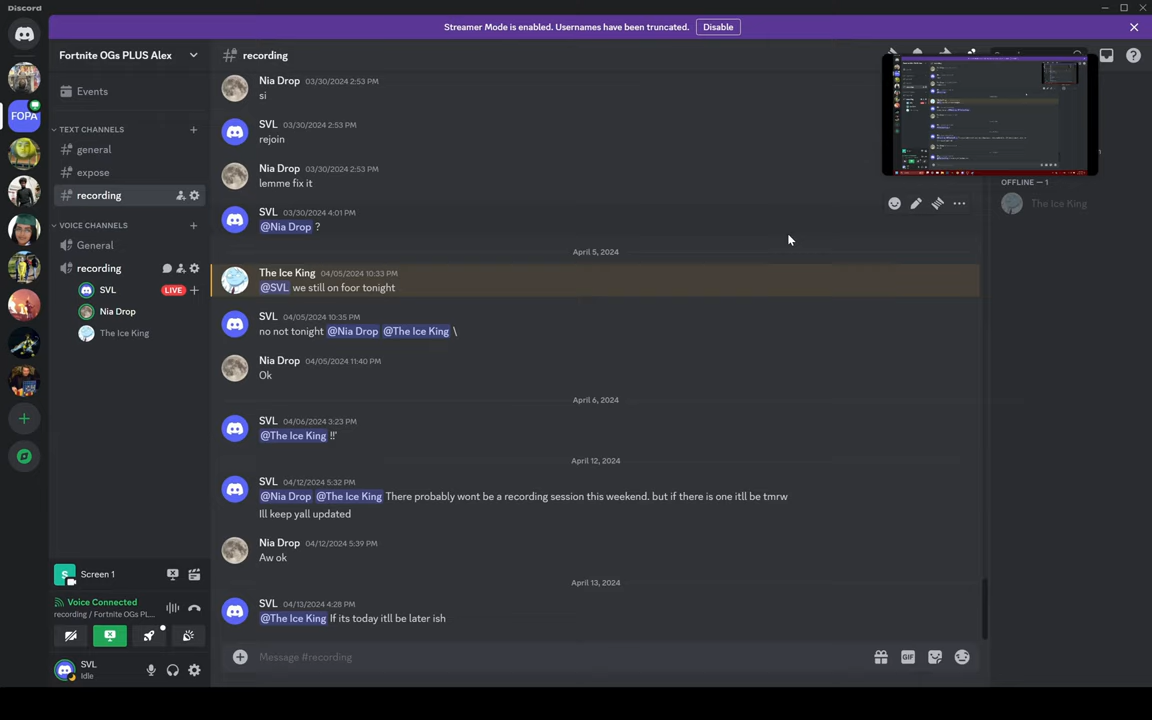 Discord
Streamer Mode is enabled. Usernames have been truncated.
Disable
Fortnite OGs PLUS Alex
recording
Events
TEXT CHANNELS
general
expose
recording
VOICE CHANNELS
General
recording
SVL
LIVE
Nia Drop
The Ice King
FOPA
Nia Drop 03/30/2024 2:53 PM
si
SVL 03/30/2024 2:53 PM
rejoin
Nia Drop 03/30/2024 2:53 PM
lemme fix it
SVL 03/30/2024 4:01 PM
@Nia Drop ?
April 5, 2024
The Ice King 04/05/2024 10:33 PM
@SVL we still on foor tonight
SVL 04/05/2024 10:35 PM
no not tonight @Nia Drop @The Ice King \
Nia Drop 04/05/2024 11:40 PM
Ok
April 6, 2024
SVL 04/06/2024 3:23 PM
@The Ice King !!'
April 12, 2024
SVL 04/12/2024 5:32 PM
@Nia Drop @The Ice King There probably wont be a recording session this weekend. but if there is one itll be tmrw
Ill keep yall updated
Nia Drop 04/12/2024 5:39 PM
Aw ok
April 13, 2024
SVL 04/13/2024 4:28 PM
@The Ice King If its today itll be later ish
Message #recording
GIF
OFFLINE — 1
The Ice King
S
Screen 1
Voice Connected
recording / Fortnite OGs PL...
SVL
Idle